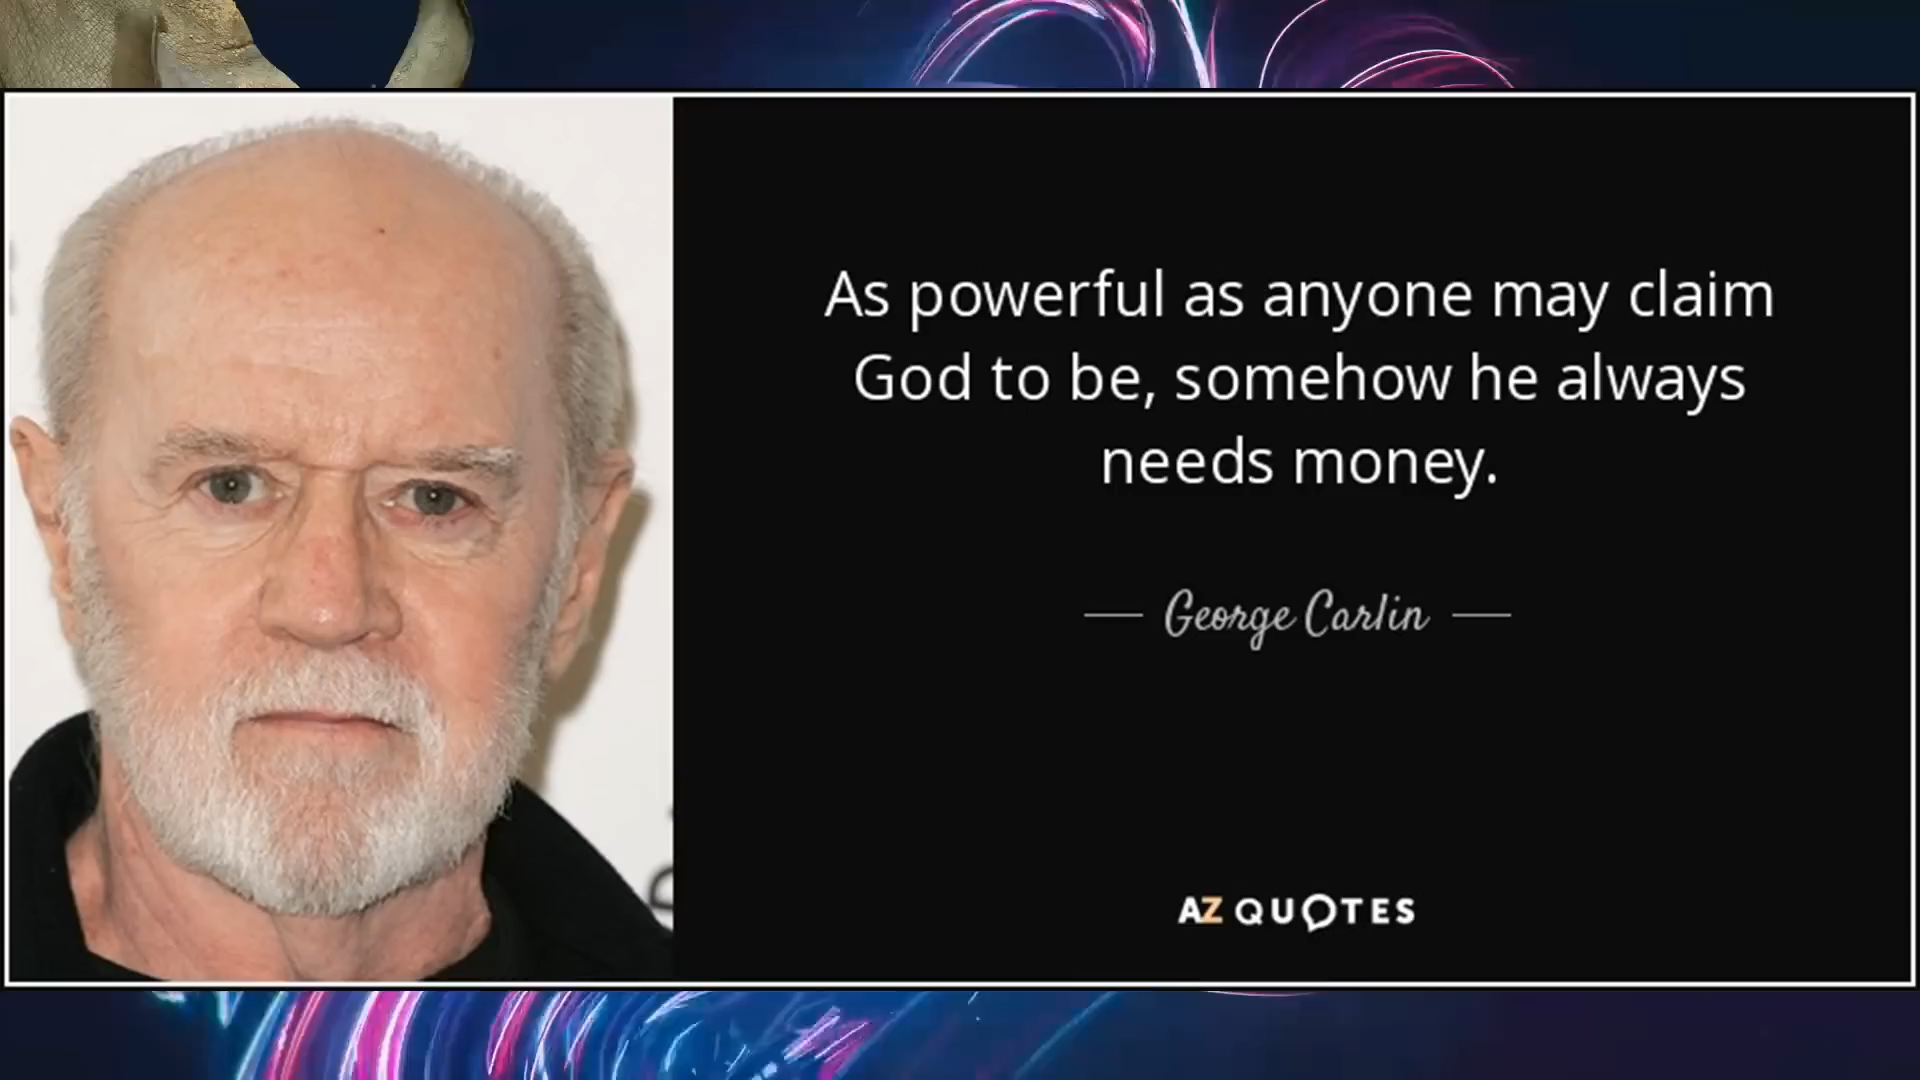 As powerful as anyone may claim
God to be, somehow he always
needs money.
George Carlin
AZ QUOTES